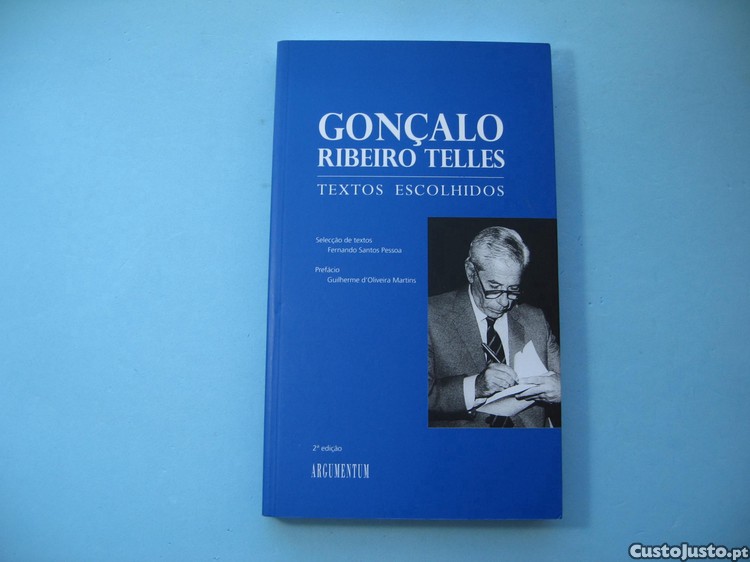 GONÇALO
RIBEIRO TELLES
TEXTOS ESCOLHIDOS
Selecção de textos
Fernando Santos Pessoa
Prefácio
Guilherme d'Oliveira Martins
2ª edição
ARGUMENTUM
CustoJusto.pt